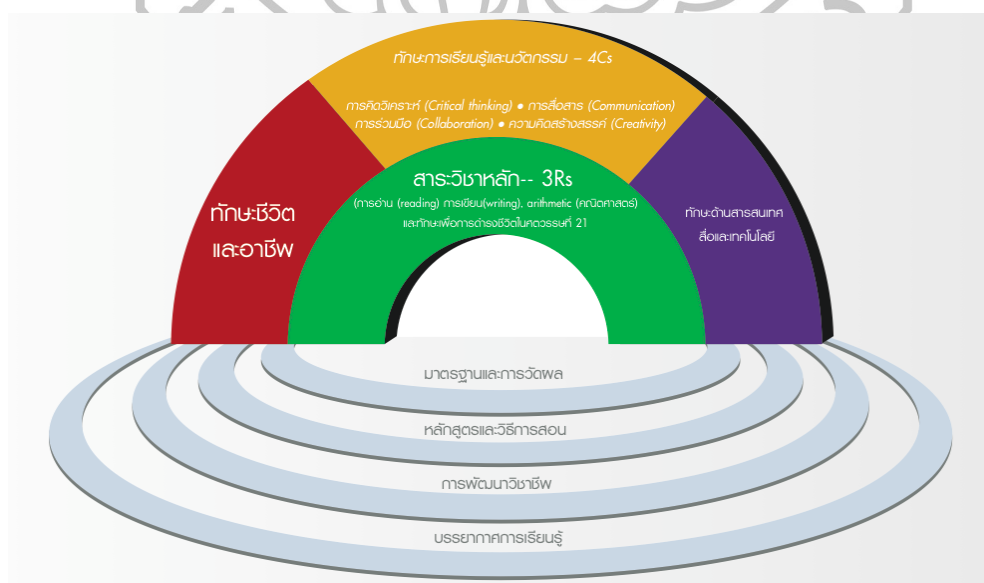 ทักษะการเรียนรู้และนวัตกรรม – 4Cs
การคิดวิเคราะห์ (Critical thinking) ● การสื่อสาร (Communication)
การร่วมมือ (Collaboration) ● ความคิดสร้างสรรค์ (Creativity)
สาระวิชาหลัก-- 3Rs
(การอ่าน (reading) การเขียน(writing), arithmetic (คณิตศาสตร์)
และทักษะเพื่อการดำรงชีวิตในศตวรรษที่ 21
ทักษะชีวิต
และอาชีพ
ทักษะด้านสารสนเทศ
สื่อและเทคโนโลยี
มาตรฐานและการวัดผล
หลักสูตรและวิธีการสอน
การพัฒนาวิชาชีพ
บรรยากาศการเรียนรู้